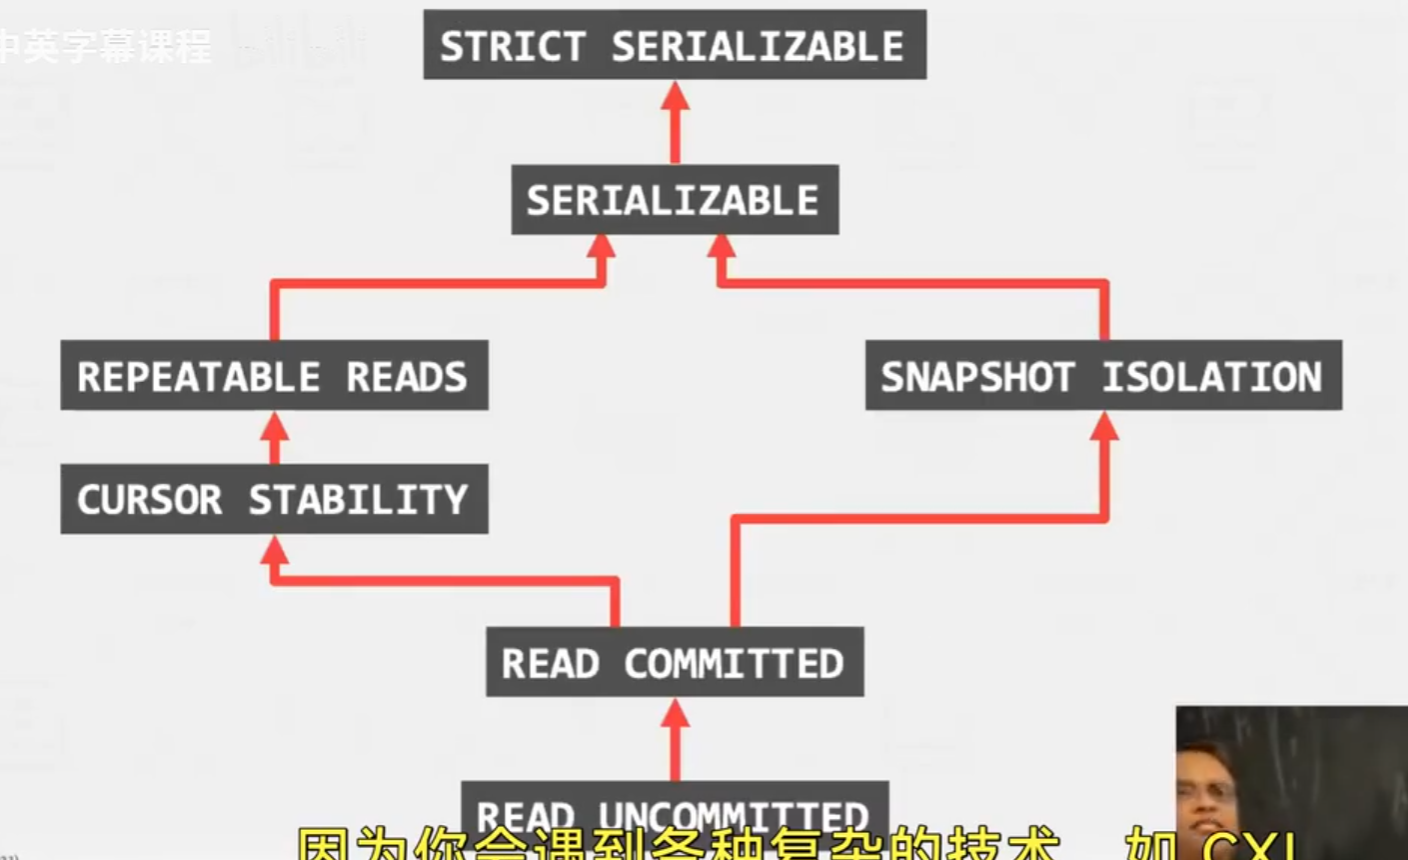 中英字幕课程
STRICT SERIALIZABLE
SERIALIZABLE
REPEATABLE READS
SNAPSHOT ISOLATION
CURSOR STABILITY
READ COMMITTED
READ UNCOMMITTED
因为你会遇到各种复杂的技术 如 CXL